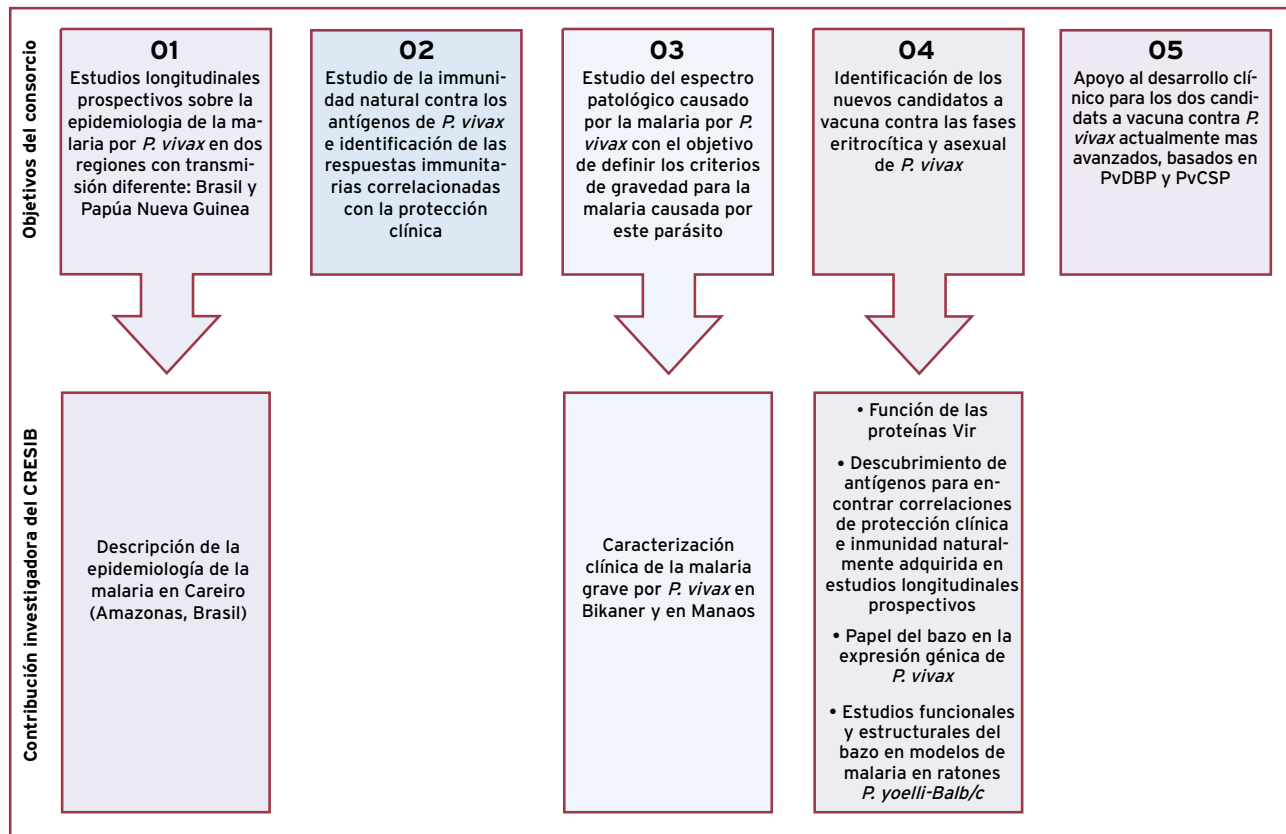 Objetivos del consorcio
01
Estudios longitudinales
prospectivos sobre la
epidemiologia de la ma-
laria por P. vivax en dos
regiones con transmi-
sión diferente: Brasil y
Papúa Nueva Guinea
02
Estudio de la immuni-
dad natural contra los
antígenos de P. vivax
e identificación de las
respuestas immunita-
rias correlacionadas
con la protección
clínica
03
Estudio del espectro
patológico causado
por la malaria por P.
vivax con el objetivo
de definir los criterios
de gravedad para la
malaria causada por
este parásito
04
Identificación de los
nuevos candidatos a
vacuna contra las fases
eritrocítica y asexual
de P. vivax
05
Apoyo al desarrollo clí-
nico para los dos candi-
dats a vacuna contra P.
vivax actualmente mas
avanzados, basados en
PvDBP y PvCSP
Contribución investigadora del CRESIB
Descripción de la
epidemiología de la
malaria en Careiro
(Amazonas, Brasil)
Caracterización
clínica de la malaria
grave por P. vivax en
Bikaner y en Manaos
• Función de las
proteínas Vir
• Descubrimiento de
antígenos para en-
contrar correlaciones
de protección clínica
e inmunidad natural-
mente adquirida en
estudios longitudinales
prospectivos
• Papel del bazo en la
expresión génica de
P. vivax
• Estudios funcionales
y estructurales del
bazo en modelos de
malaria en ratones
P. yoelli-Balb/c